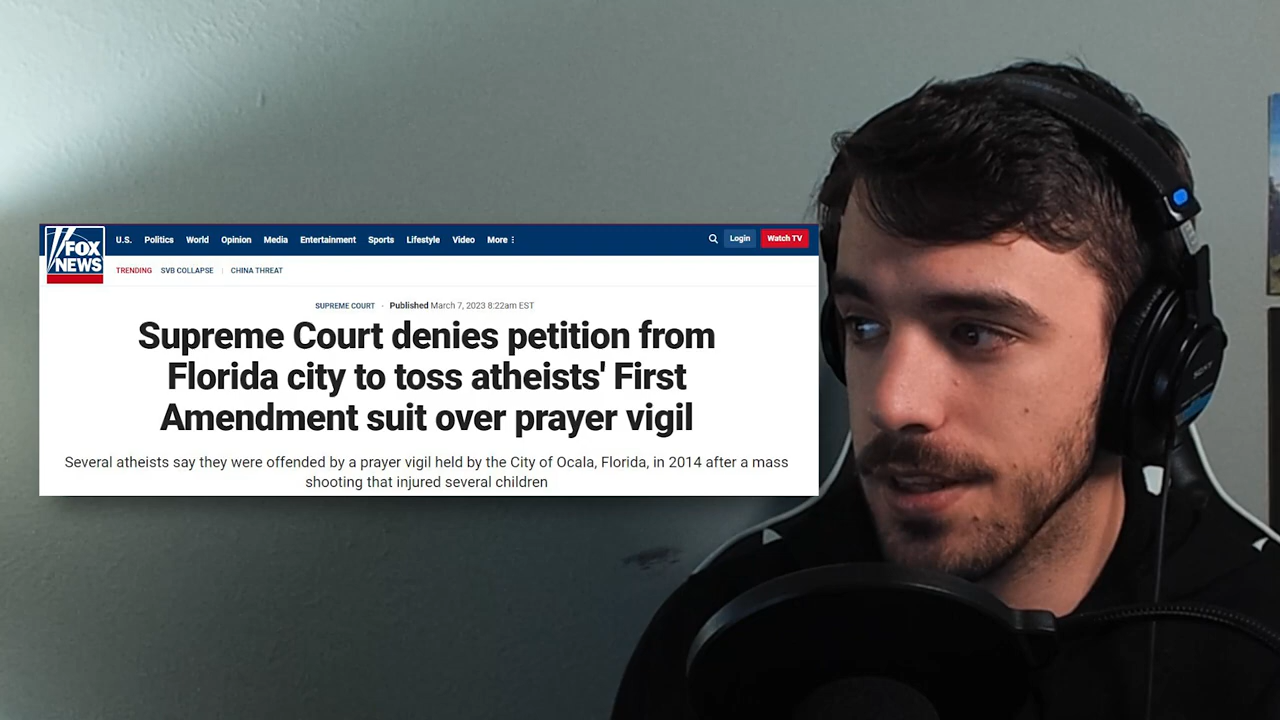 FOX
NEWS
U.S. Politics World Opinion Media Entertainment Sports Lifestyle Video More Login Watch TV
TRENDING SVB COLLAPSE CHINA THREAT
SUPREME COURT - Published March 7, 2023 8:22am EST
Supreme Court denies petition from
Florida city to toss atheists' First
Amendment suit over prayer vigil
Several atheists say they were offended by a prayer vigil held by the City of Ocala, Florida, in 2014 after a mass
shooting that injured several children
SONY